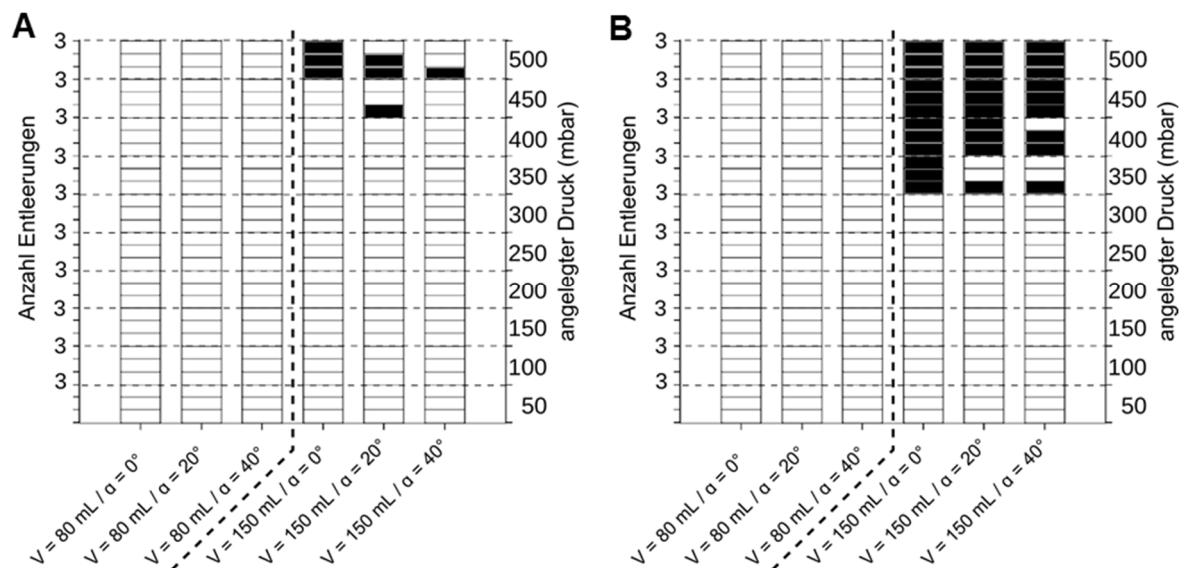 A
Anzahl Entleerungen
3
3
3
3
3
3
3
3
3
3
500
450
400
350
300
250
200
150
100
50
angelegter Druck (mbar)
V = 80 mL / α = 0°
V = 80 mL / α = 20°
V = 80 mL / α = 40°
V = 150 mL / α = 0°
V = 150 mL / α = 20°
V = 150 mL / α = 40°
B
Anzahl Entleerungen
3
3
3
3
3
3
3
3
3
3
500
450
400
350
300
250
200
150
100
50
angelegter Druck (mbar)
V = 80 mL / α = 0°
V = 80 mL / α = 20°
V = 80 mL / α = 40°
V = 150 mL / α = 0°
V = 150 mL / α = 20°
V = 150 mL / α = 40°